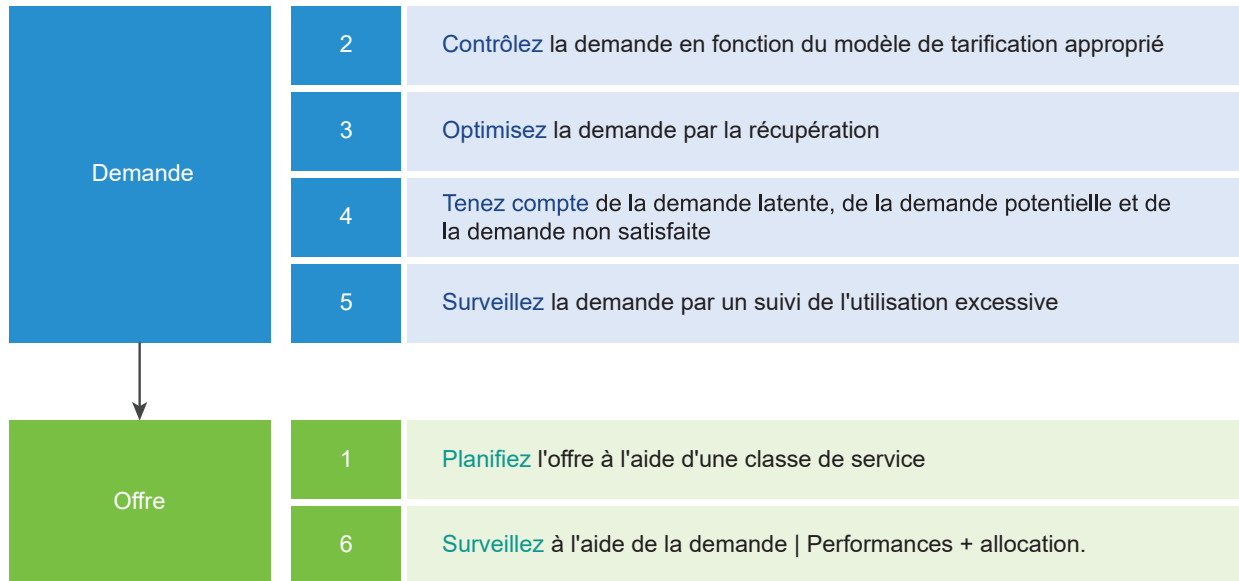 Demande
2
Contrôlez la demande en fonction du modèle de tarification approprié
3
Optimisez la demande par la récupération
4
Tenez compte de la demande latente, de la demande potentielle et de
la demande non satisfaite
5
Surveillez la demande par un suivi de l'utilisation excessive
Offre
1
Planifiez l'offre à l'aide d'une classe de service
6
Surveillez à l'aide de la demande | Performances + allocation.